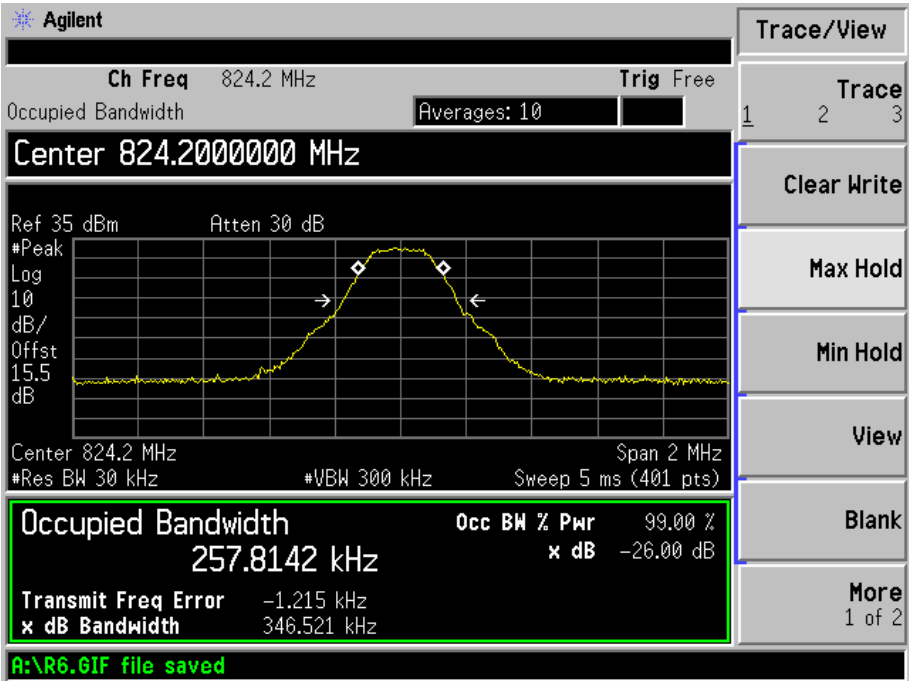 Agilent
Trace/View
Ch Freq 824.2 MHz Trig Free
Occupied Bandwidth Averages: 10
Center 824.2000000 MHz
Ref 35 dBm Atten 30 dB
#Peak
Log
10
dB/
Offst
15.5
dB
Center 824.2 MHz Span 2 MHz
#Res BW 30 kHz #VBW 300 kHz Sweep 5 ms (401 pts)
Occupied Bandwidth Occ BW % Pwr 99.00 %
257.8142 kHz x dB -26.00 dB
Transmit Freq Error -1.215 kHz
x dB Bandwidth 346.521 kHz
A:\R6.GIF file saved
Trace
1 2 3
Clear Write
Max Hold
Min Hold
View
Blank
More
1 of 2